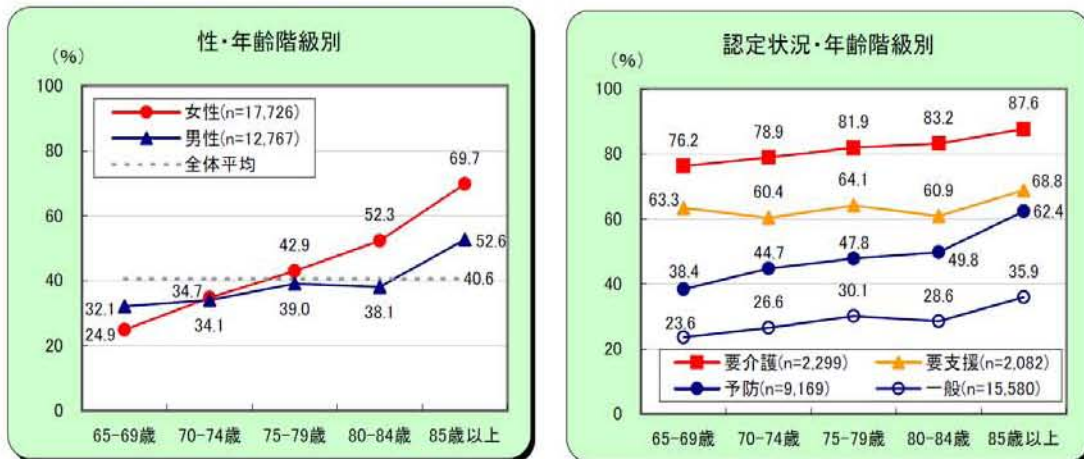 性・年齢階級別
(%)
100
80
60
40
20
0
女性(n=17,726)
男性(n=12,767)
全体平均
69.7
52.3
42.9
34.7
32.1
24.9
34.1
39.0
38.1
52.6
40.6
65-69歳 70-74歳 75-79歳 80-84歳 85歳以上
認定状況・年齢階級別
(%)
100
80
60
40
20
0
76.2 78.9 81.9 83.2 87.6
63.3 60.4 64.1 60.9 68.8
38.4 44.7 47.8 49.8 62.4
23.6 26.6 30.1 28.6 35.9
要介護(n=2,299) 要支援(n=2,082)
予防(n=9,169) 一般(n=15,580)
65-69歳 70-74歳 75-79歳 80-84歳 85歳以上